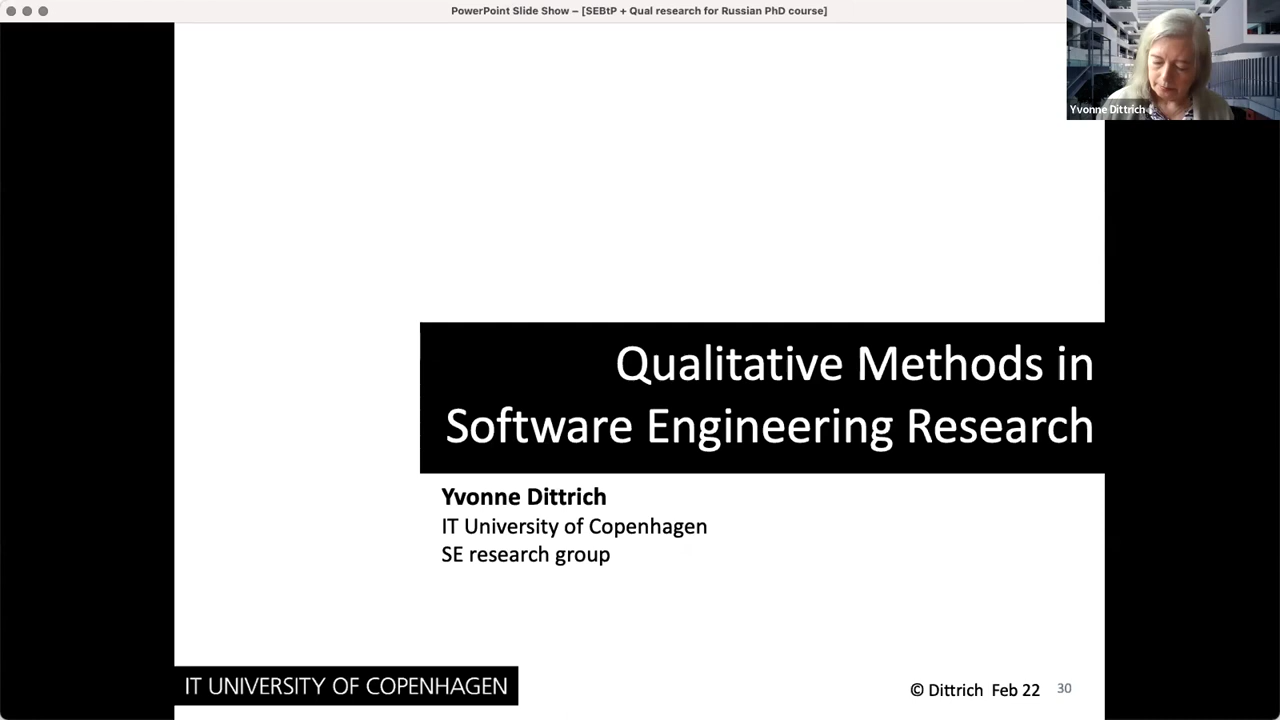 PowerPoint Slide Show – [SEBtP + Qual research for Russian PhD course]
Yvonne Dittrich
Qualitative Methods in
Software Engineering Research
Yvonne Dittrich
IT University of Copenhagen
SE research group
IT UNIVERSITY OF COPENHAGEN
© Dittrich Feb 22 30